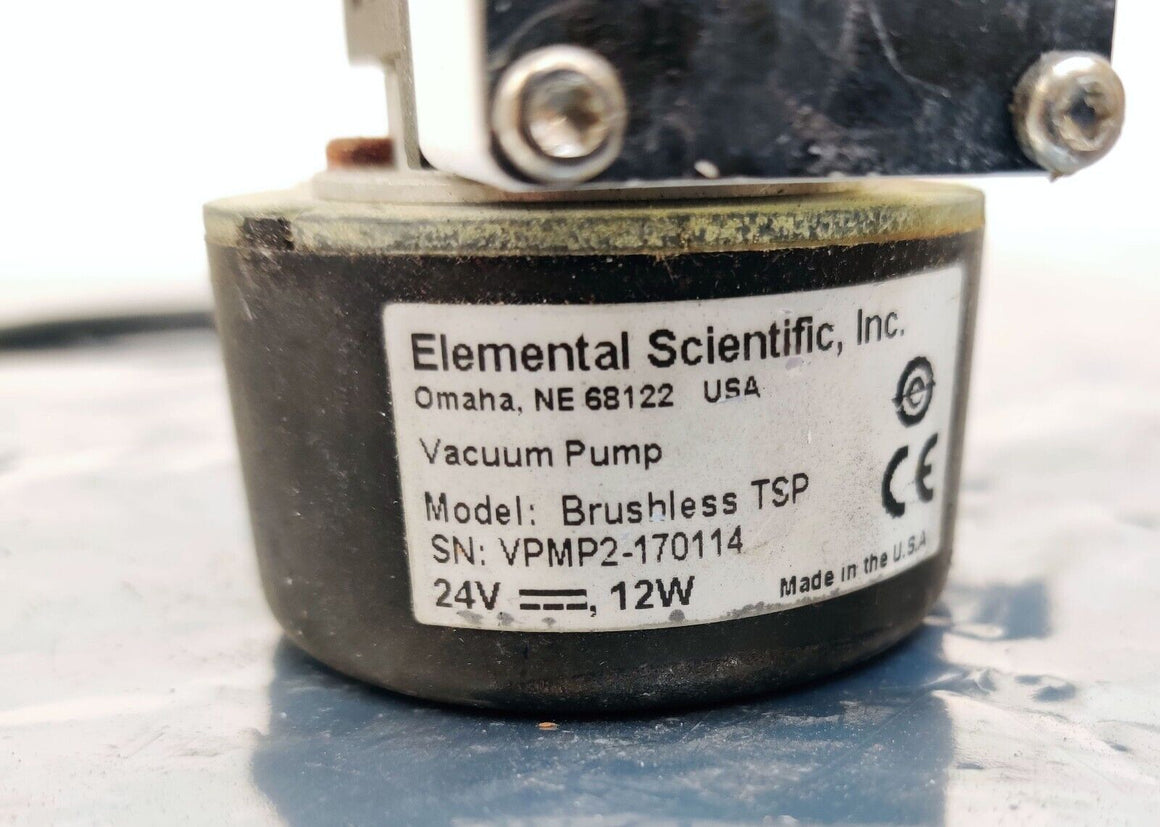 Elemental Scientific, Inc.
Omaha, NE 68122 USA
Vacuum Pump
Model: Brushless TSP
SN: VPMP2-170114
24V ⎓, 12W
CE
Made in the U.S.A